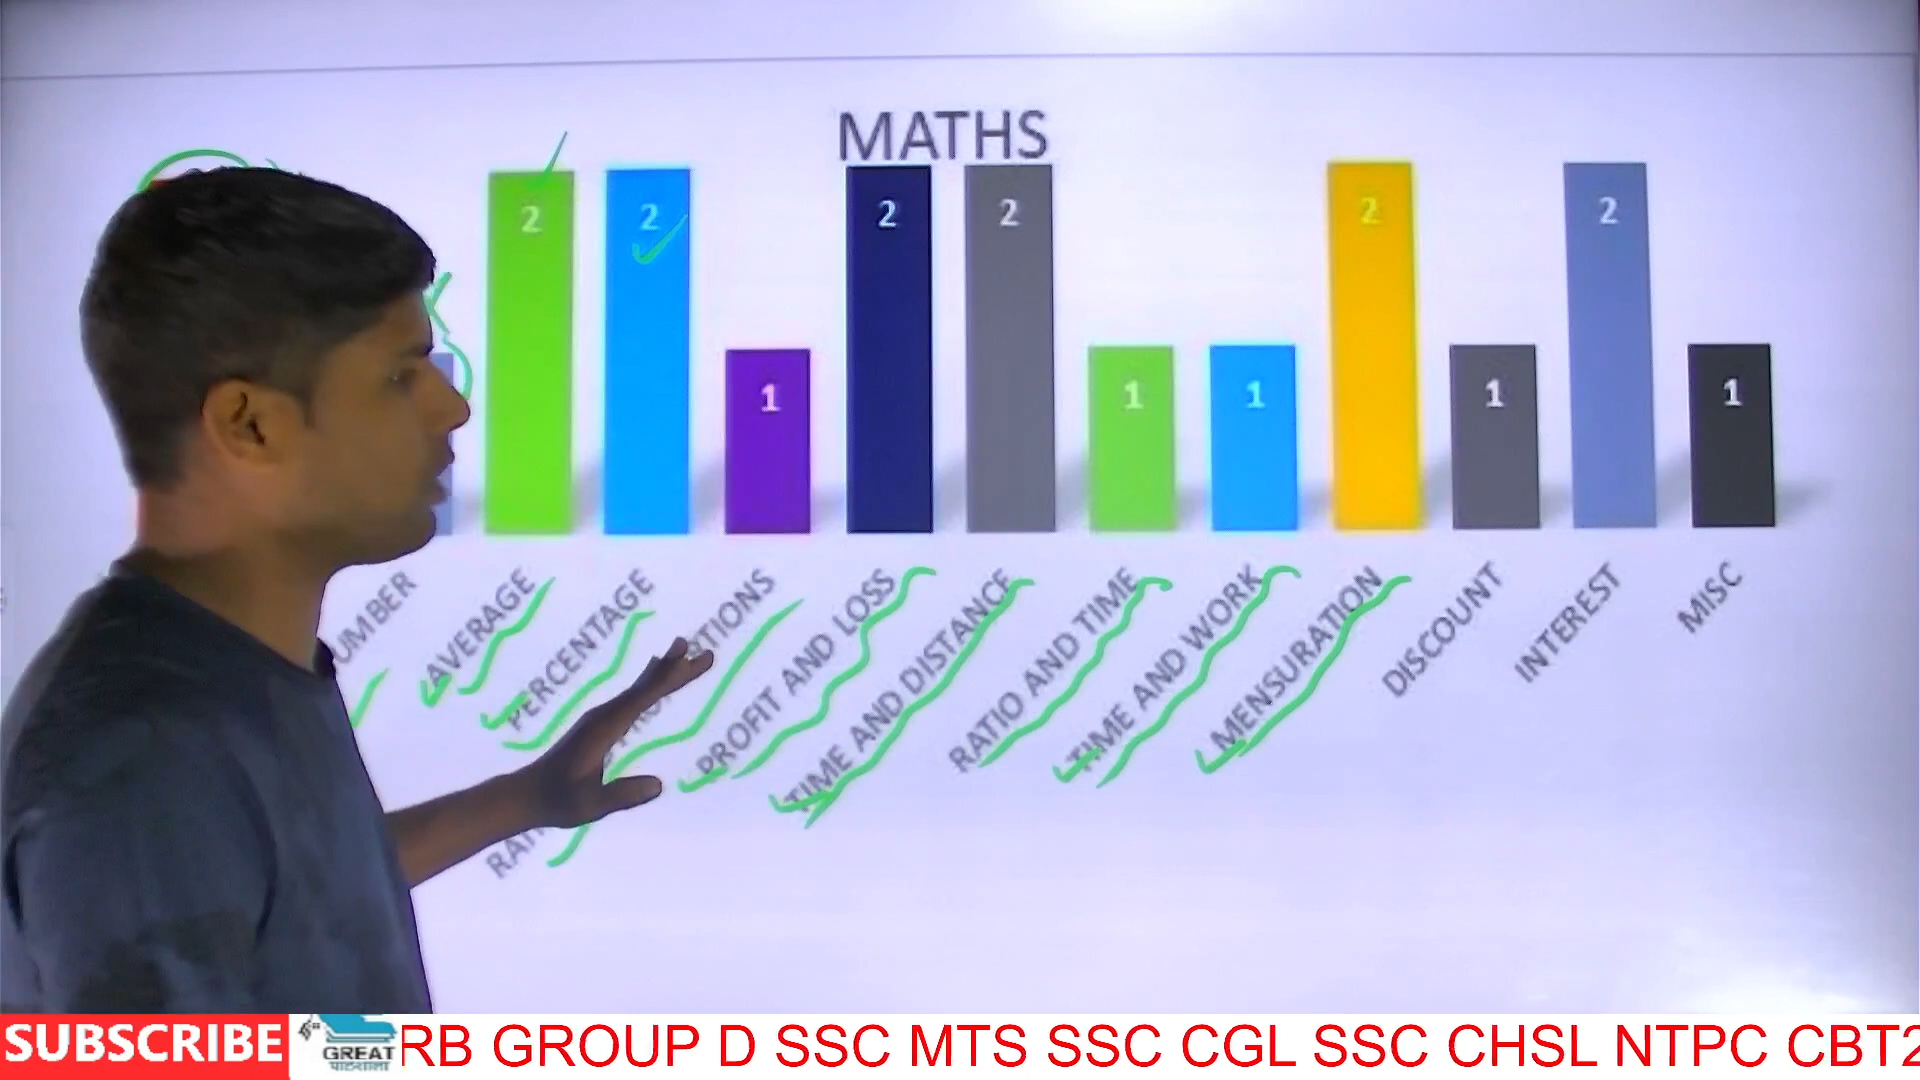 MATHS
2 2 1 2 2 1 1 2 1 2 1
UMBER
AVERAGE
PERCENTAGE
PROFIT AND LOSS
TIME AND DISTANCE
RATIO AND TIME
TIME AND WORK
MENSURATION
DISCOUNT
INTEREST
MISC
SUBSCRIBE
GREAT
पाठशाला
RB GROUP D SSC MTS SSC CGL SSC CHSL NTPC CBT2